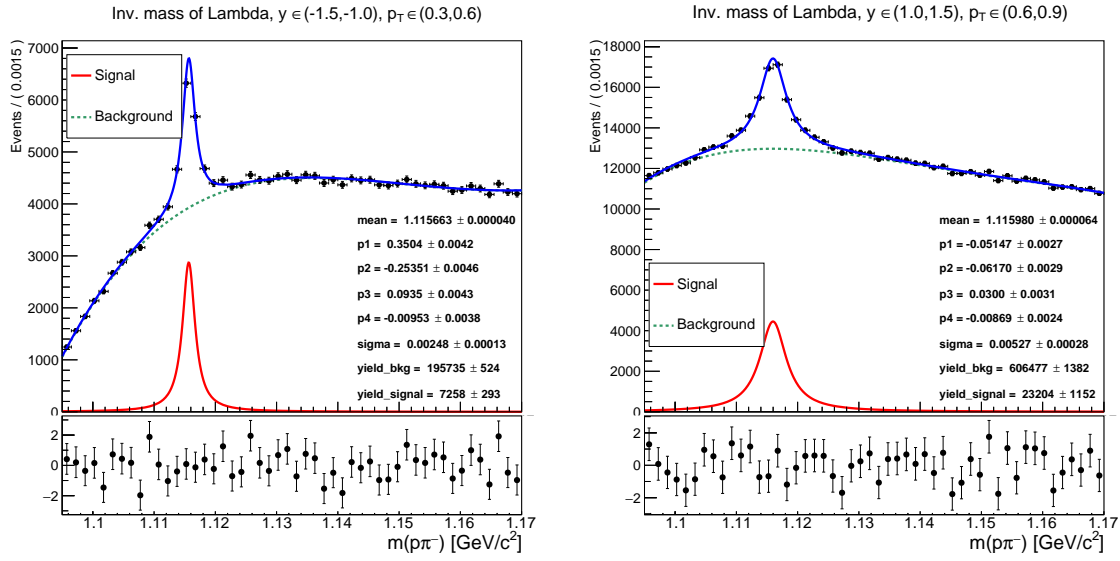 Inv. mass of Lambda, y∈(-1.5,-1.0), p_T∈(0.3,0.6)
Events / ( 0.0015 )
7000
6000
5000
4000
3000
2000
1000
0
Signal
Background
mean = 1.115663 ± 0.000040
p1 = 0.3504 ± 0.0042
p2 = -0.25351 ± 0.0046
p3 = 0.0935 ± 0.0043
p4 = -0.00953 ± 0.0038
sigma = 0.00248 ± 0.00013
yield_bkg = 195735 ± 524
yield_signal = 7258 ± 293
2
0
−2
1.1 1.11 1.12 1.13 1.14 1.15 1.16 1.17
m(pπ⁻) [GeV/c²]
Inv. mass of Lambda, y∈(1.0,1.5), p_T∈(0.6,0.9)
Events / ( 0.0015 )
18000
16000
14000
12000
10000
8000
6000
4000
2000
0
Signal
Background
mean = 1.115980 ± 0.000064
p1 = -0.05147 ± 0.0027
p2 = -0.06170 ± 0.0029
p3 = 0.0300 ± 0.0031
p4 = -0.00869 ± 0.0024
sigma = 0.00527 ± 0.00028
yield_bkg = 606477 ± 1382
yield_signal = 23204 ± 1152
2
0
−2
1.1 1.11 1.12 1.13 1.14 1.15 1.16 1.17
m(pπ⁻) [GeV/c²]